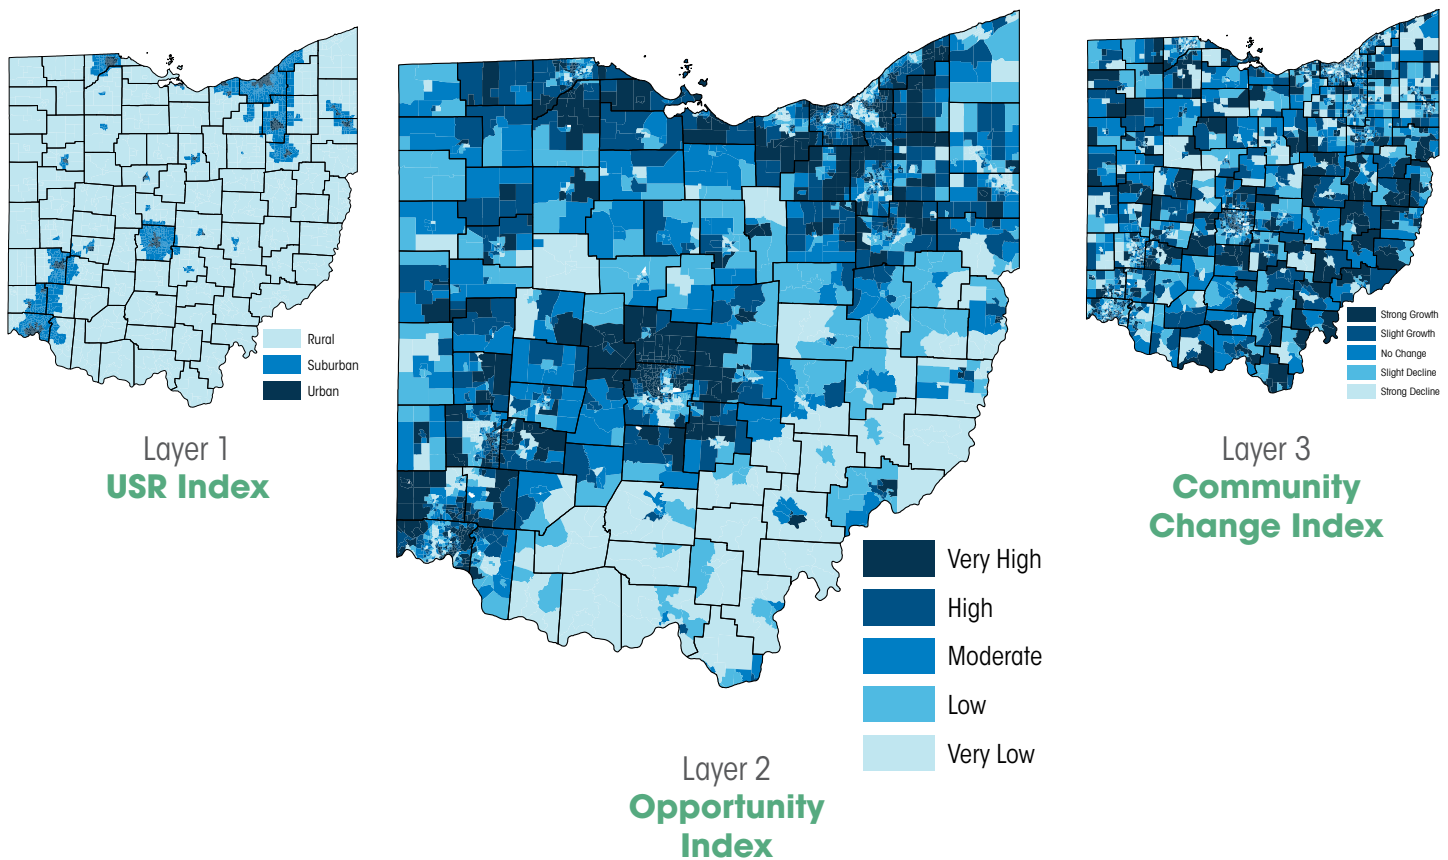 Rural
Suburban
Urban
Layer 1
USR Index
Very High
High
Moderate
Low
Very Low
Layer 2
Opportunity
Index
Strong Growth
Slight Growth
No Change
Slight Decline
Strong Decline
Layer 3
Community
Change Index